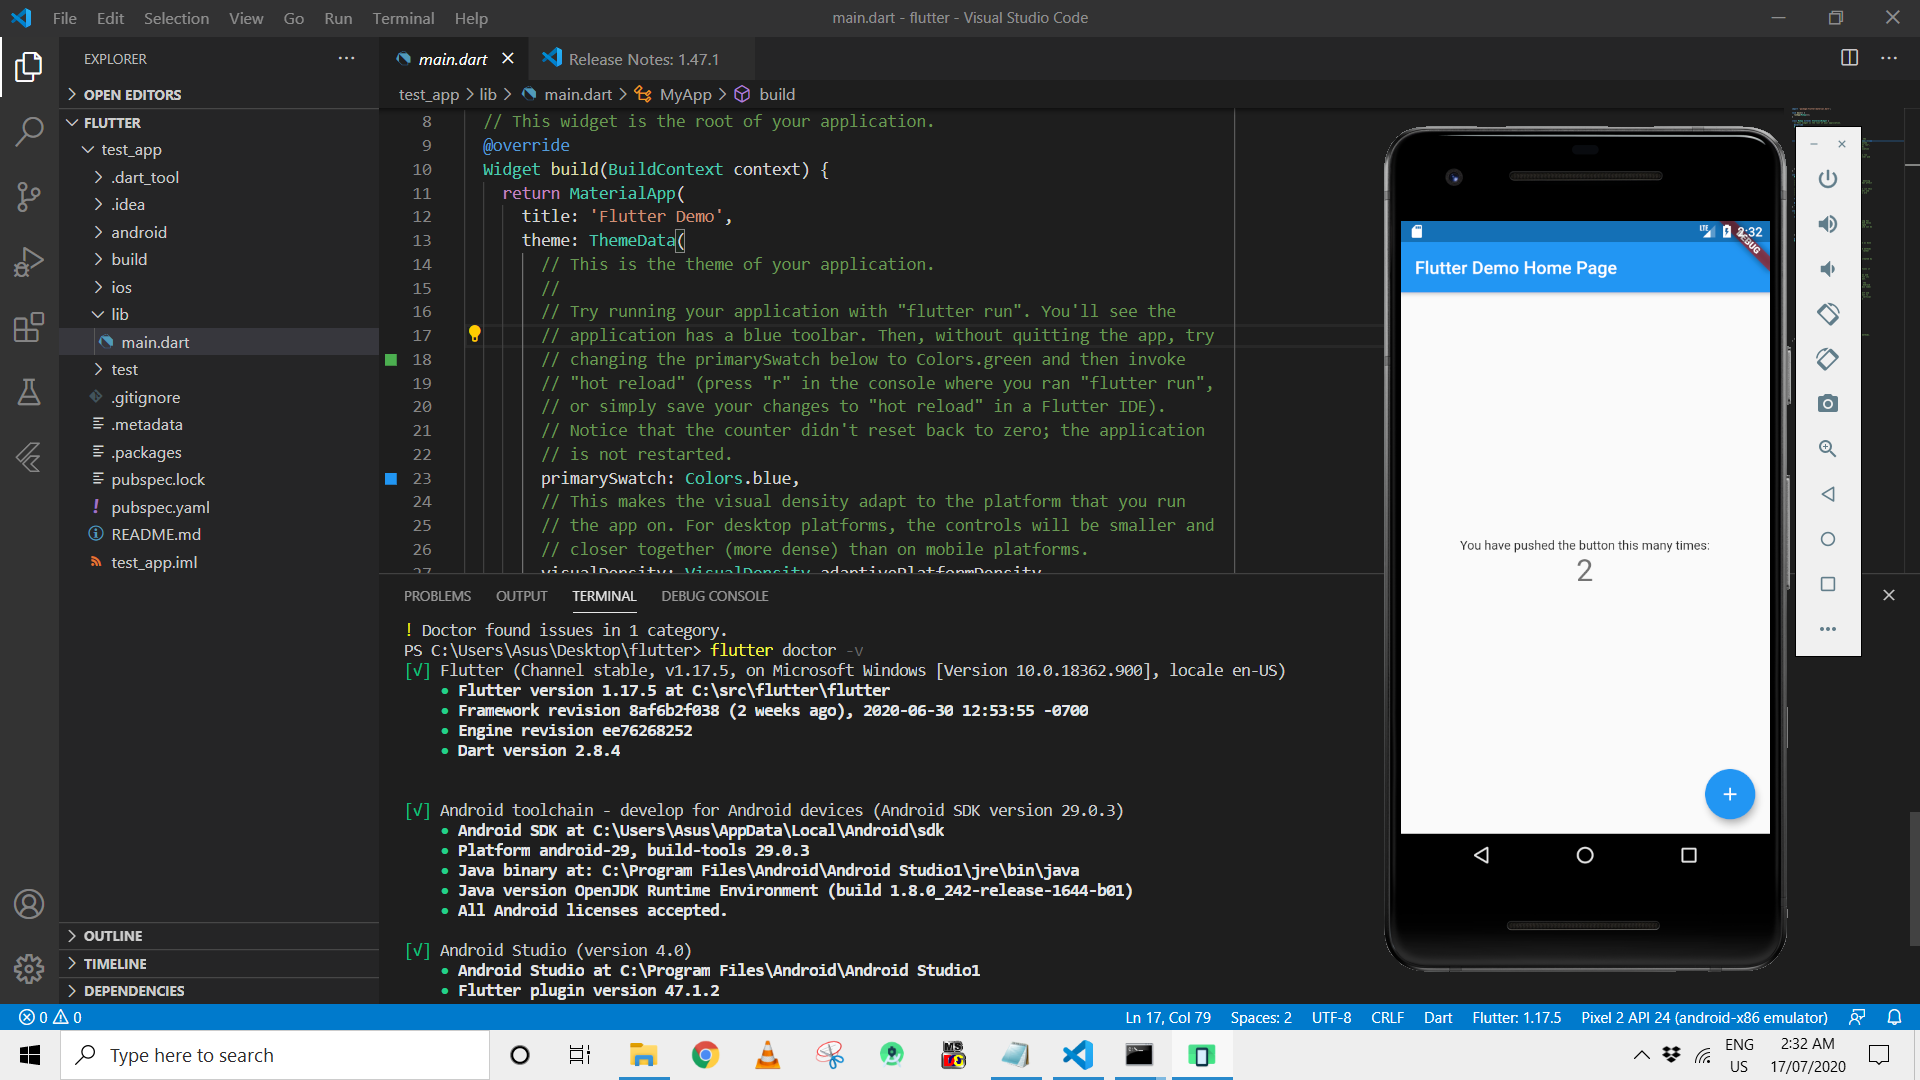 File Edit Selection View Go Run Terminal Help
main.dart - flutter - Visual Studio Code
EXPLORER
OPEN EDITORS
FLUTTER
test_app
.dart_tool
.idea
android
build
ios
lib
main.dart
test
.gitignore
.metadata
.packages
pubspec.lock
pubspec.yaml
README.md
test_app.iml
OUTLINE
TIMELINE
DEPENDENCIES
main.dart
Release Notes: 1.47.1
test_app > lib > main.dart > MyApp > build
8 // This widget is the root of your application.
9 @override
10 Widget build(BuildContext context) {
11 return MaterialApp(
12 title: 'Flutter Demo',
13 theme: ThemeData(
14 // This is the theme of your application.
15 //
16 // Try running your application with "flutter run". You'll see the
17 // application has a blue toolbar. Then, without quitting the app, try
18 // changing the primarySwatch below to Colors.green and then invoke
19 // "hot reload" (press "r" in the console where you ran "flutter run",
20 // or simply save your changes to "hot reload" in a Flutter IDE).
21 // Notice that the counter didn't reset back to zero; the application
22 // is not restarted.
23 primarySwatch: Colors.blue,
24 // This makes the visual density adapt to the platform that you run
25 // the app on. For desktop platforms, the controls will be smaller and
26 // closer together (more dense) than on mobile platforms.
27 visualDensity: VisualDensity.adaptivePlatformDensity,
PROBLEMS OUTPUT TERMINAL DEBUG CONSOLE
! Doctor found issues in 1 category.
PS C:\Users\Asus\Desktop\flutter> flutter doctor -v
[√] Flutter (Channel stable, v1.17.5, on Microsoft Windows [Version 10.0.18362.900], locale en-US)
• Flutter version 1.17.5 at C:\src\flutter\flutter
• Framework revision 8af6b2f038 (2 weeks ago), 2020-06-30 12:53:55 -0700
• Engine revision ee76268252
• Dart version 2.8.4
[√] Android toolchain - develop for Android devices (Android SDK version 29.0.3)
• Android SDK at C:\Users\Asus\AppData\Local\Android\sdk
• Platform android-29, build-tools 29.0.3
• Java binary at: C:\Program Files\Android\Android Studio1\jre\bin\java
• Java version OpenJDK Runtime Environment (build 1.8.0_242-release-1644-b01)
• All Android licenses accepted.
[√] Android Studio (version 4.0)
• Android Studio at C:\Program Files\Android\Android Studio1
• Flutter plugin version 47.1.2
LTE 2:32
DEBUG
Flutter Demo Home Page
You have pushed the button this many times:
2
0 0
Ln 17, Col 79 Spaces: 2 UTF-8 CRLF Dart Flutter: 1.17.5 Pixel 2 API 24 (android-x86 emulator)
Type here to search
MS
ENG
US
2:32 AM
17/07/2020